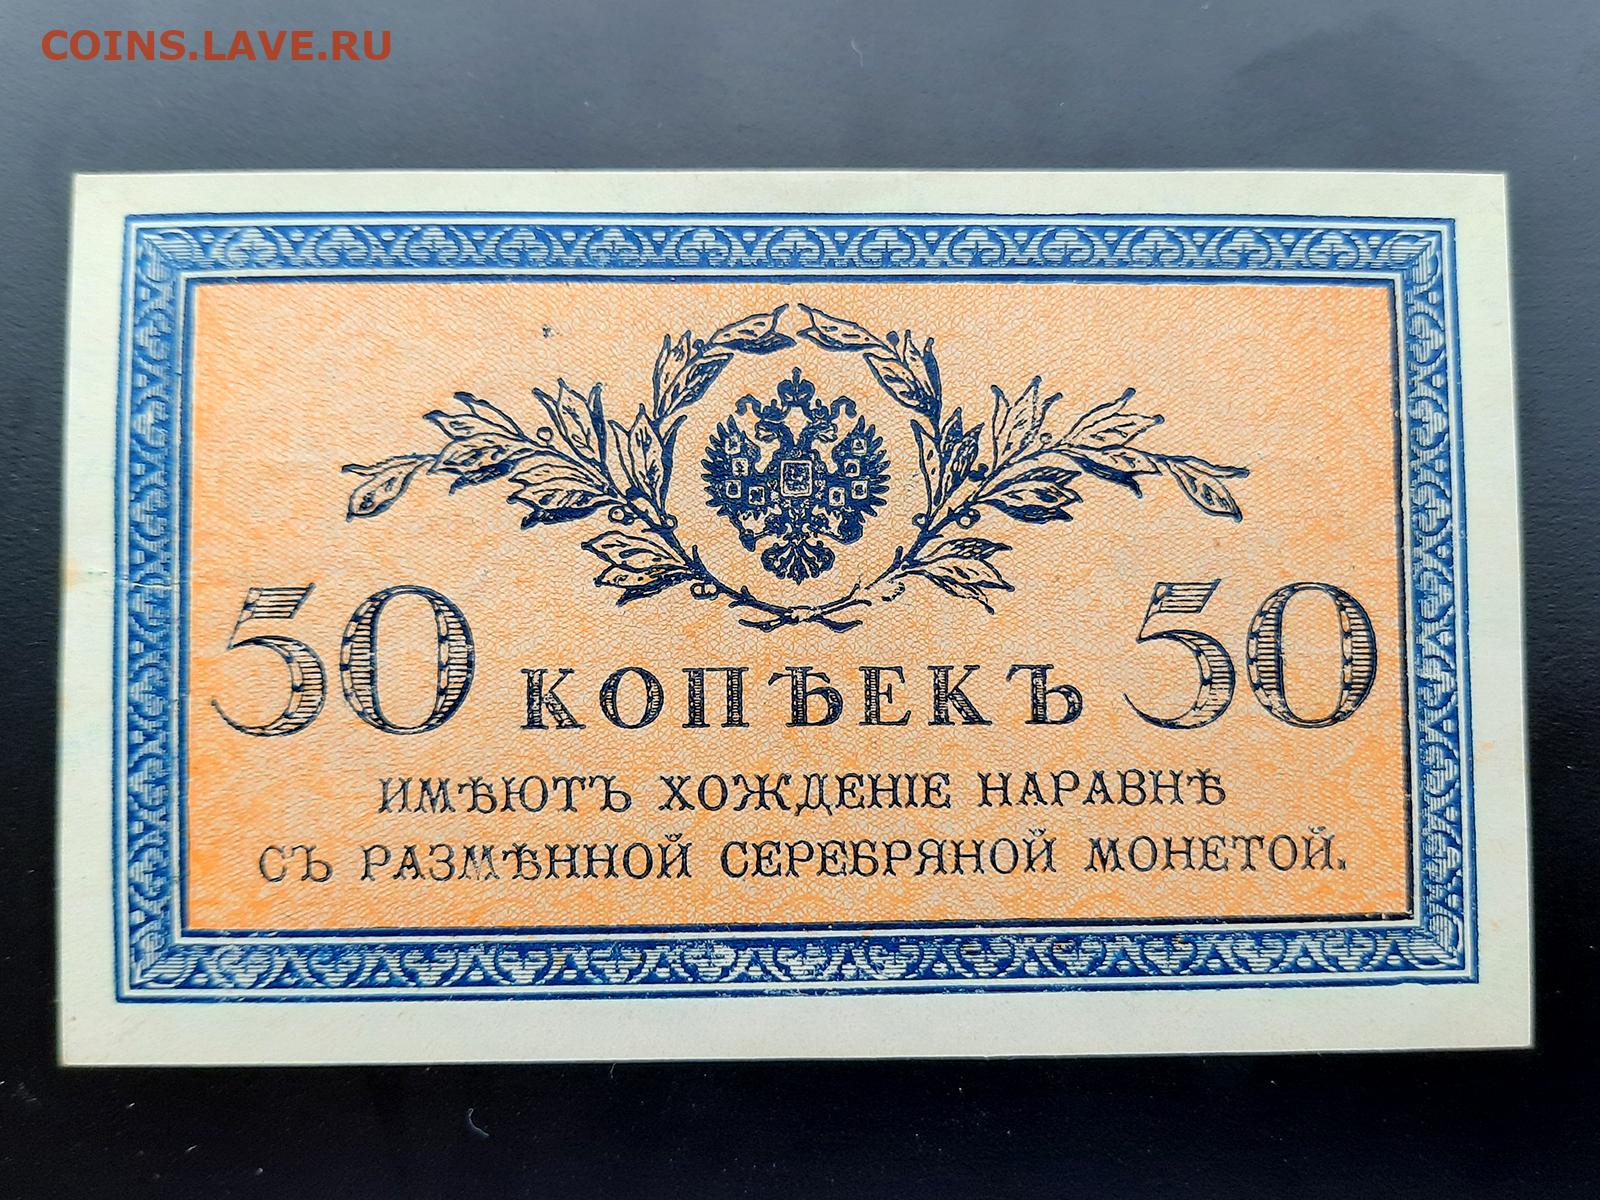 COINS.LAVE.RU
50 КОПѢЕКЪ 50
ИМѢЮТЪ ХОЖДЕНІЕ НАРАВНѢ
СЪ РАЗМѢННОЙ СЕРЕБРЯНОЙ МОНЕТОЙ.